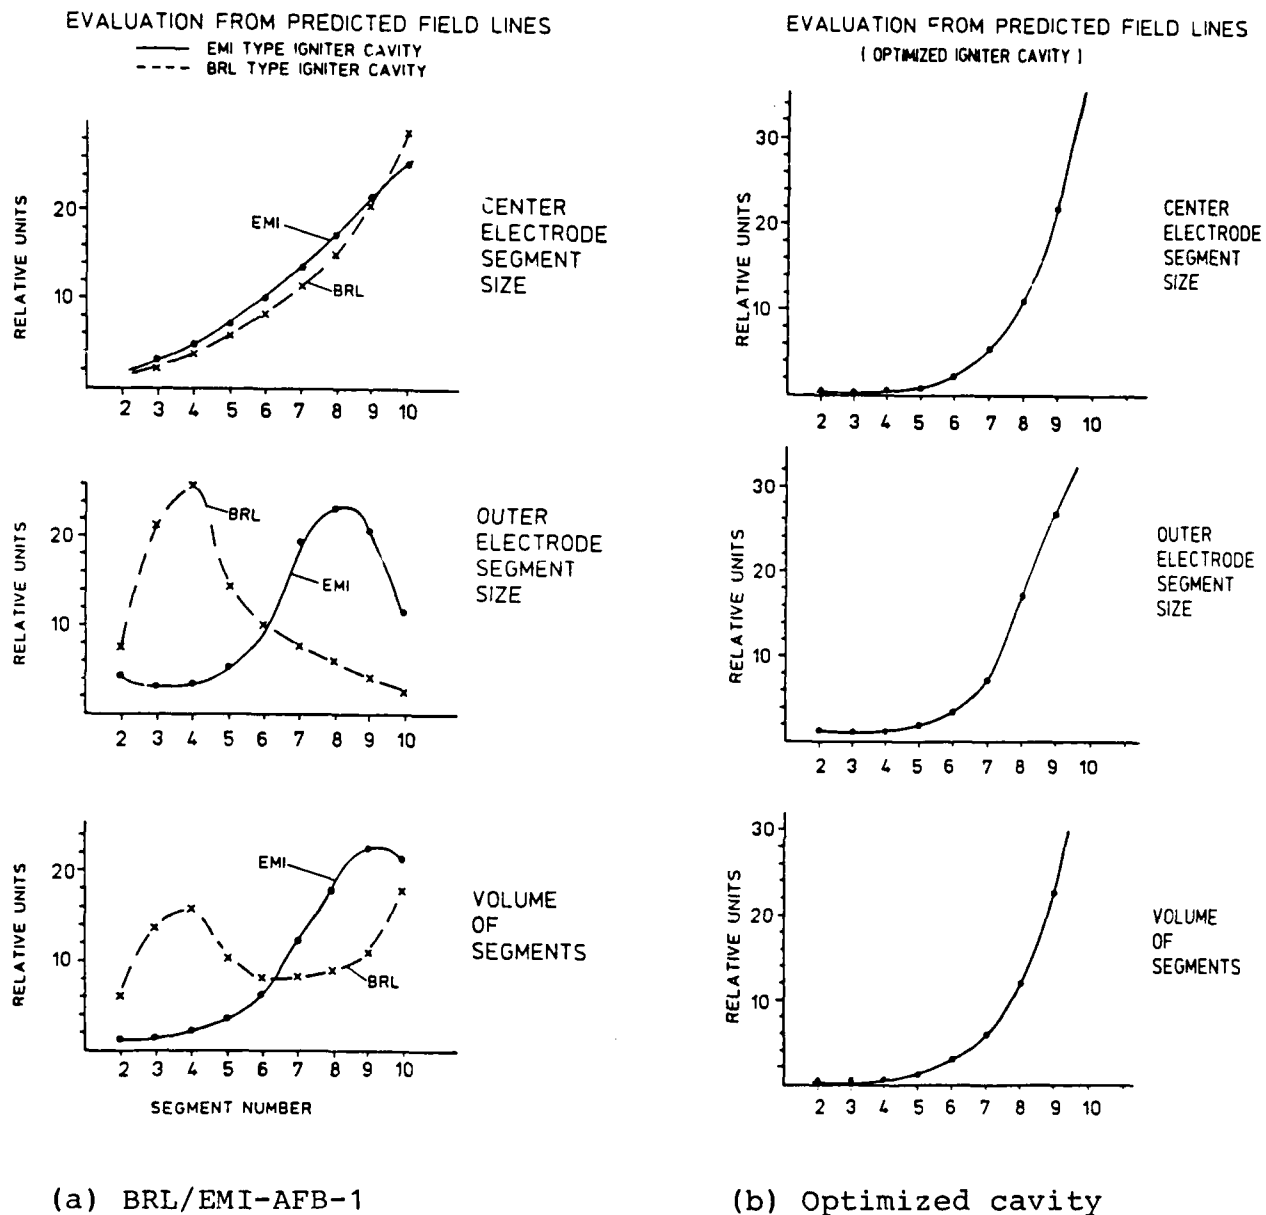 EVALUATION FROM PREDICTED FIELD LINES
EMI TYPE IGNITER CAVITY
BRL TYPE IGNITER CAVITY
RELATIVE UNITS
20
10
EMI
BRL
2 3 4 5 6 7 8 9 10
CENTER
ELECTRODE
SEGMENT
SIZE
RELATIVE UNITS
20
10
BRL
EMI
2 3 4 5 6 7 8 9 10
OUTER
ELECTRODE
SEGMENT
SIZE
RELATIVE UNITS
20
10
EMI
BRL
2 3 4 5 6 7 8 9 10
SEGMENT NUMBER
VOLUME
OF
SEGMENTS
(a) BRL/EMI-AFB-1
EVALUATION FROM PREDICTED FIELD LINES
( OPTIMIZED IGNITER CAVITY )
RELATIVE UNITS
30
20
10
2 3 4 5 6 7 8 9 10
CENTER
ELECTRODE
SEGMENT
SIZE
RELATIVE UNITS
30
20
10
2 3 4 5 6 7 8 9 10
OUTER
ELECTRODE
SEGMENT
SIZE
RELATIVE UNITS
30
20
10
2 3 4 5 6 7 8 9 10
VOLUME
OF
SEGMENTS
(b) Optimized cavity